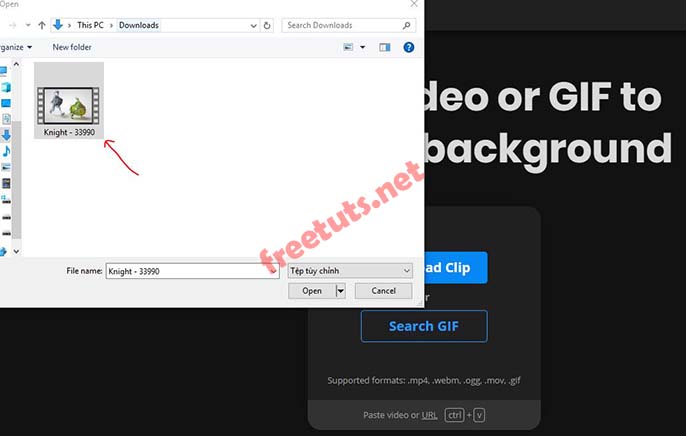 Open
This PC > Downloads
Search Downloads
New folder
Knight - 33990
File name:
Knight - 33990
Tệp tùy chỉnh
Open
Cancel
deo or GIF to
background
freetuts.net
ad Clip
r
Search GIF
Supported formats: .mp4, .webm, .ogg, .mov, .gif
Paste video or URL ctrl + v